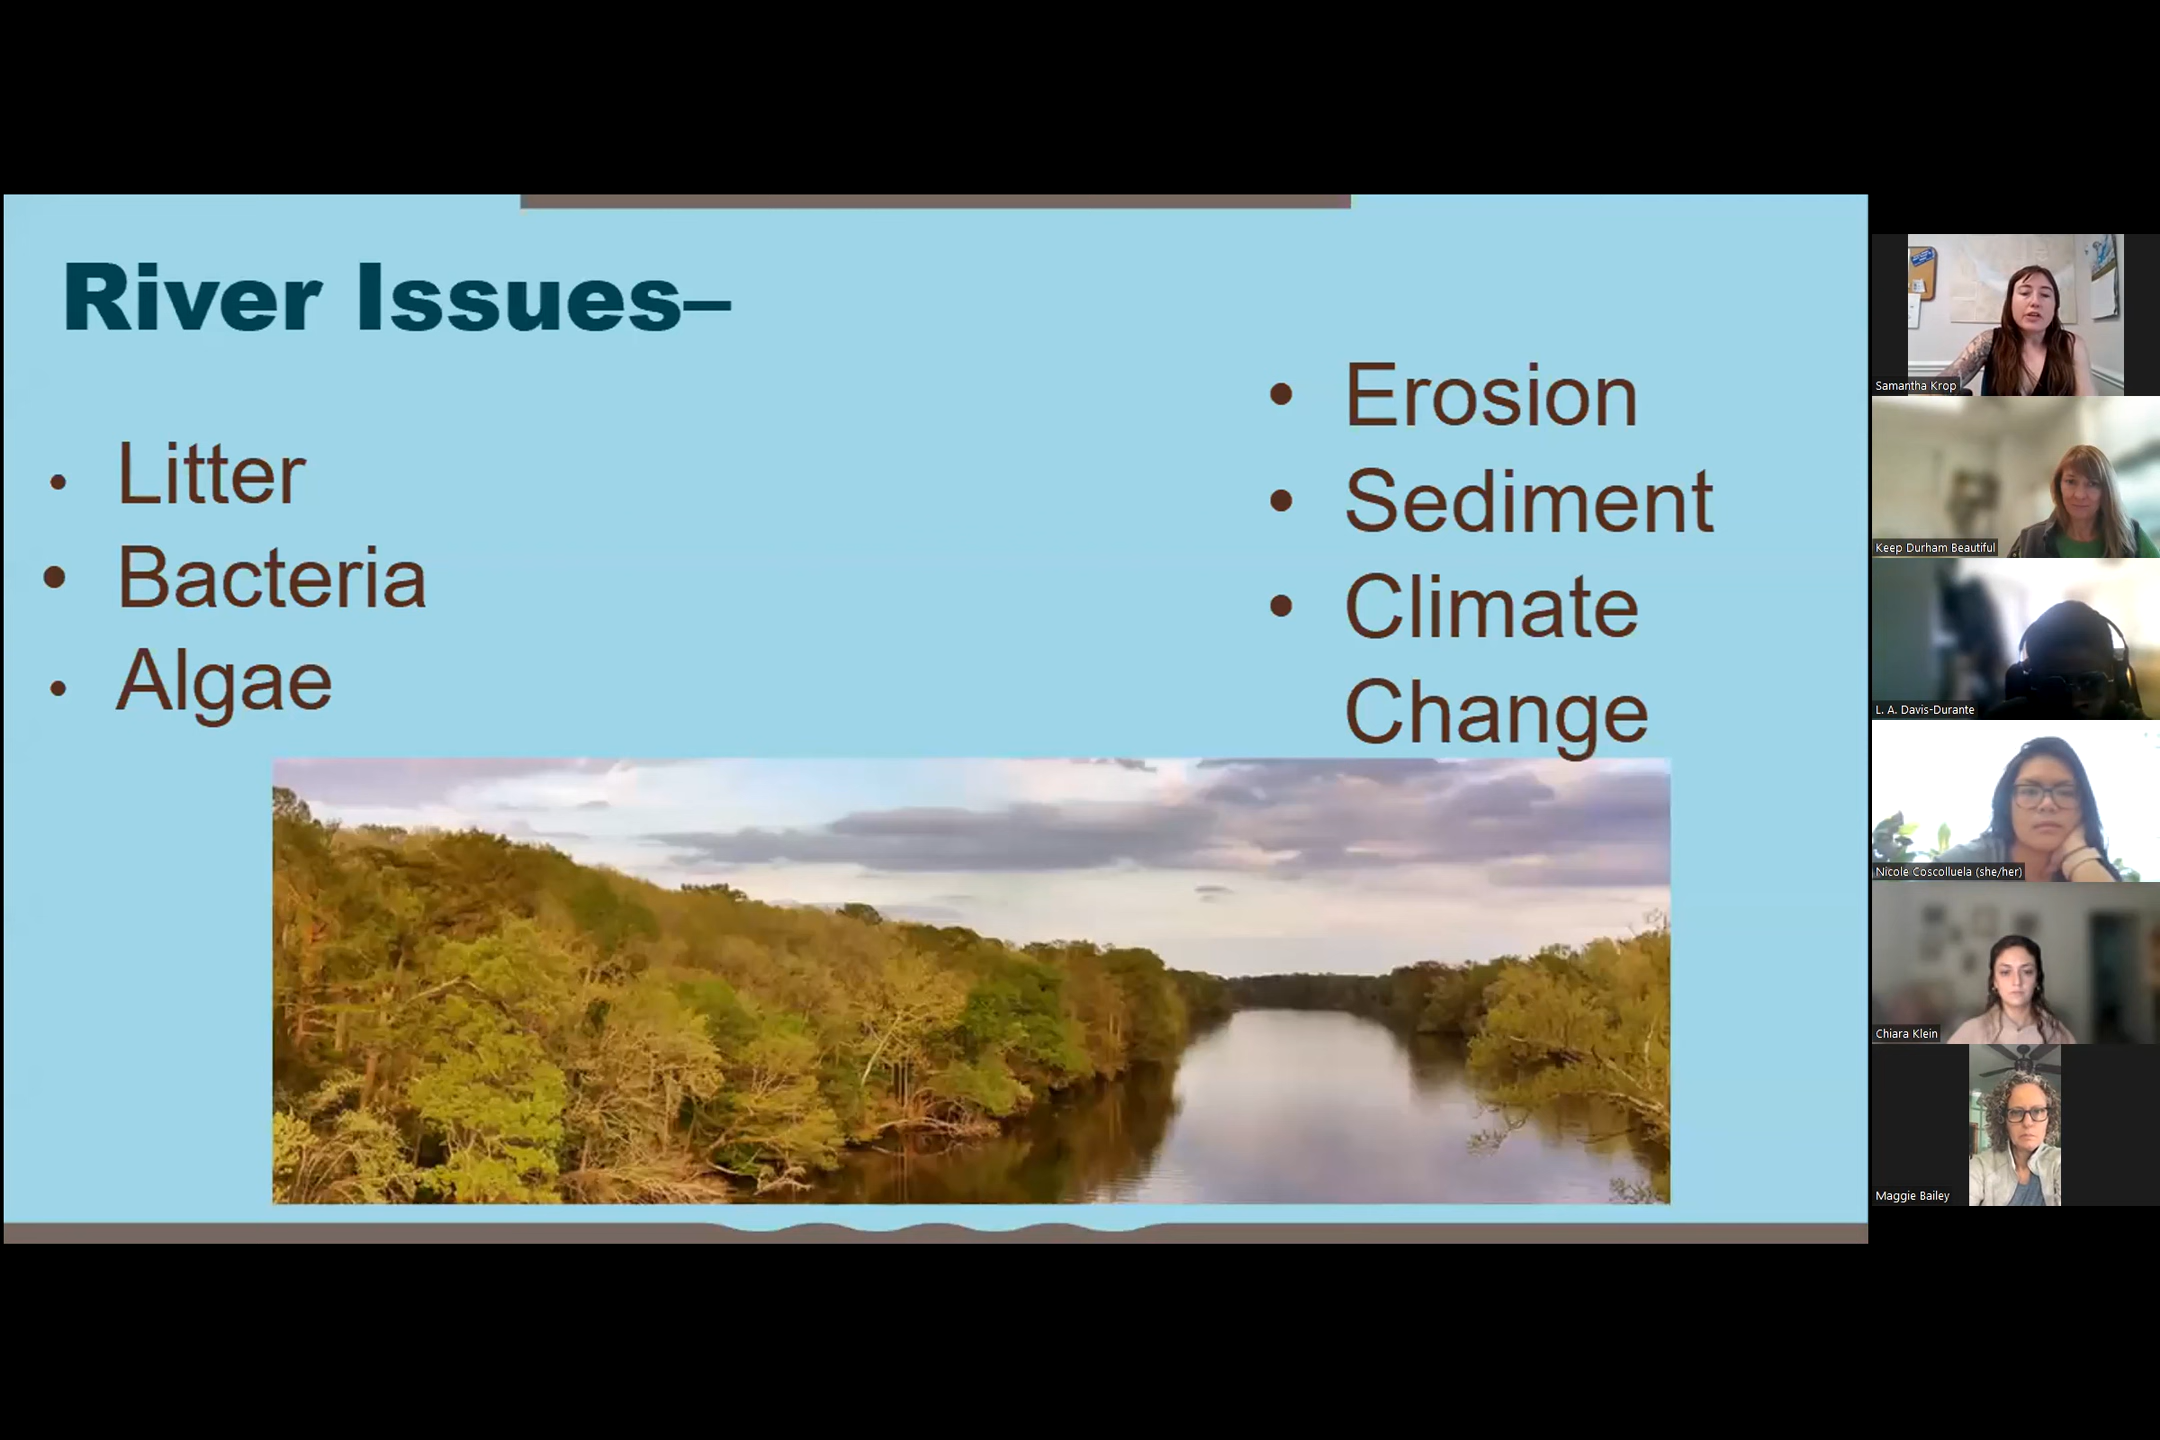 River Issues–
• Litter
• Bacteria
• Algae
• Erosion
• Sediment
• Climate
Change
Samantha Krop
Keep Durham Beautiful
L. A. Davis-Durante
Nicole Coscolluela (she/her)
Chiara Klein
Maggie Bailey